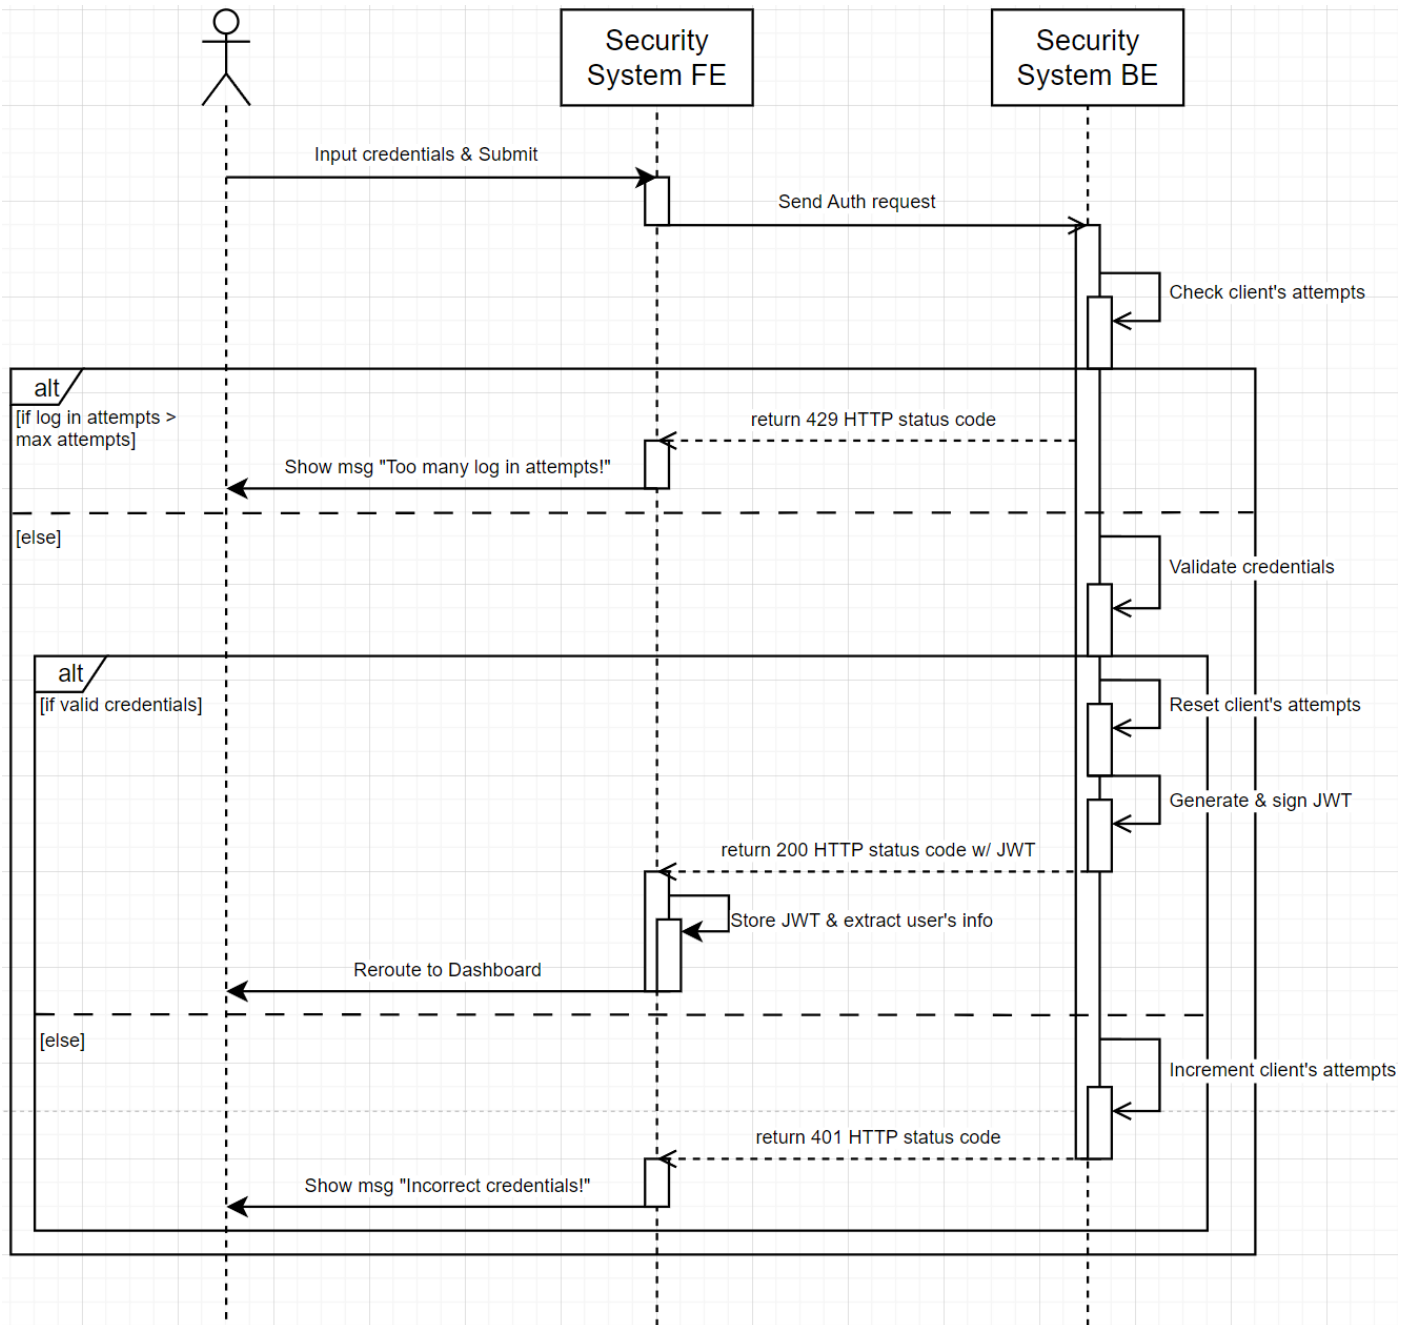 Security
System FE
Security
System BE
Input credentials & Submit
Send Auth request
Check client's attempts
alt
[if log in attempts >
max attempts]
return 429 HTTP status code
Show msg "Too many log in attempts!"
[else]
Validate credentials
alt
[if valid credentials]
Reset client's attempts
Generate & sign JWT
return 200 HTTP status code w/ JWT
Store JWT & extract user's info
Reroute to Dashboard
[else]
Increment client's attempts
return 401 HTTP status code
Show msg "Incorrect credentials!"